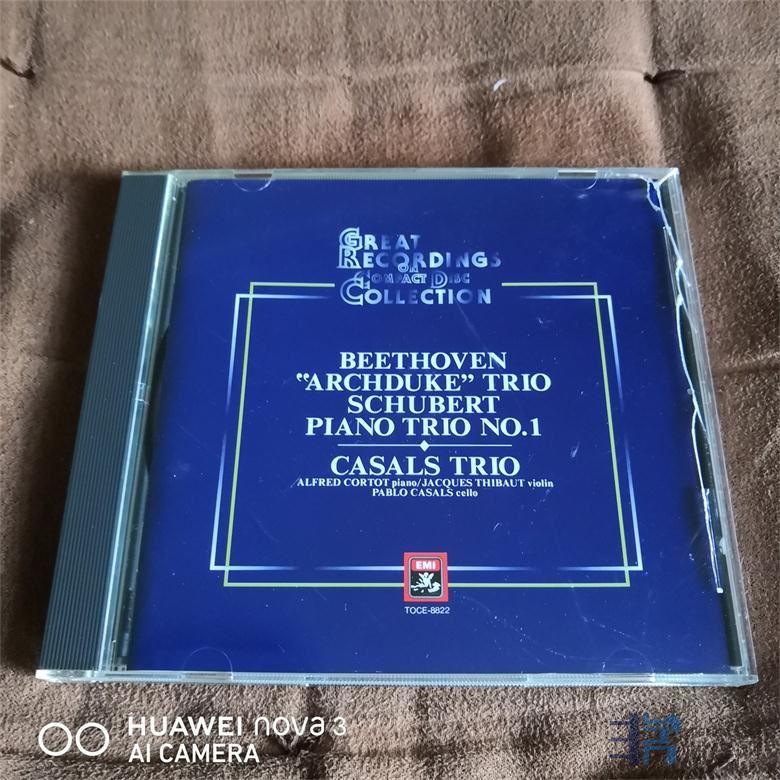 GREAT
RECORDINGS
ON
COMPACT DISC
COLLECTION
BEETHOVEN
“ARCHDUKE” TRIO
SCHUBERT
PIANO TRIO NO.1
CASALS TRIO
ALFRED CORTOT piano/JACQUES THIBAUT violin
PABLO CASALS cello
EMI
TOCE-8822
HUAWEI nova 3
AI CAMERA